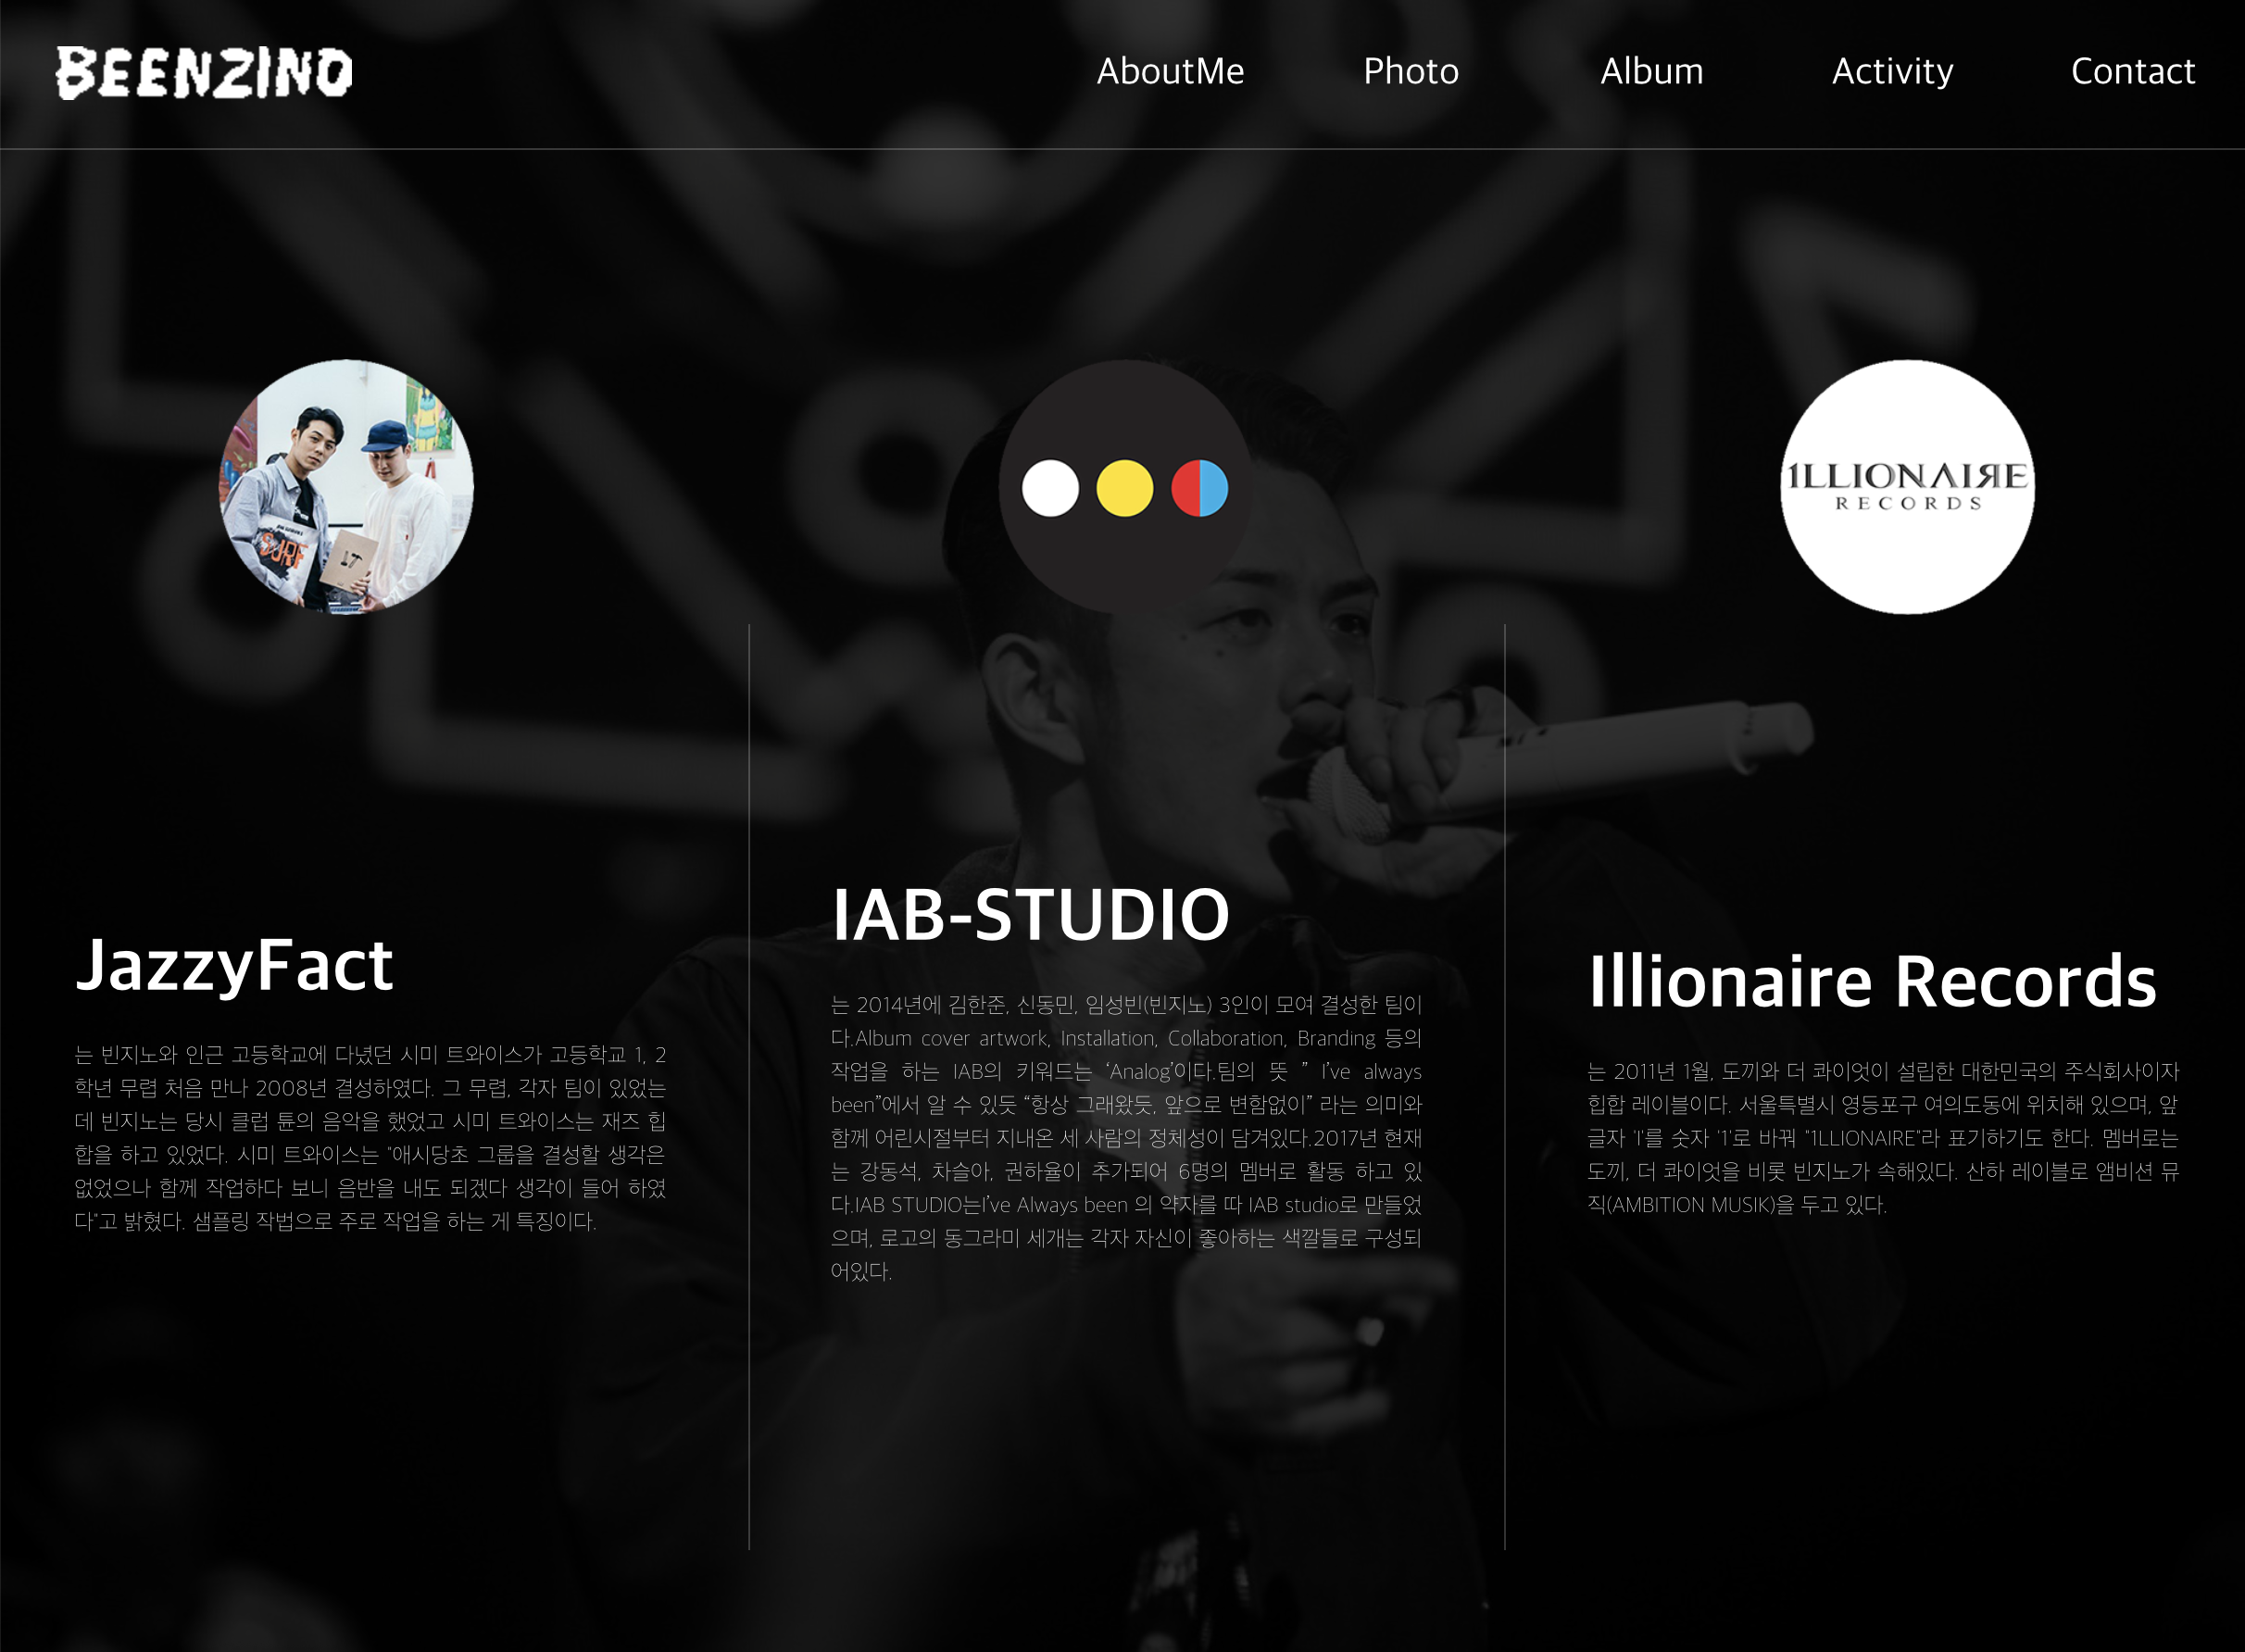 BEENZINO
AboutMe Photo Album Activity Contact
SURF
1LLIONAIRE
RECORDS
JazzyFact
는 빈지노와 인근 고등학교에 다녔던 시미 트와이스가 고등학교 1, 2
학년 무렵 처음 만나 2008년 결성하였다. 그 무렵, 각자 팀이 있었는
데 빈지노는 당시 클럽 튠의 음악을 했었고 시미 트와이스는 재즈 힙
합을 하고 있었다. 시미 트와이스는 "애시당초 그룹을 결성할 생각은
없었으나 함께 작업하다 보니 음반을 내도 되겠다 생각이 들어 하였
다"고 밝혔다. 샘플링 작법으로 주로 작업을 하는 게 특징이다.
IAB-STUDIO
는 2014년에 김한준, 신동민, 임성빈(빈지노) 3인이 모여 결성한 팀이
다.Album cover artwork, Installation, Collaboration, Branding 등의
작업을 하는 IAB의 키워드는 ‘Analog’이다.팀의 뜻 ” I’ve always
been”에서 알 수 있듯 “항상 그래왔듯, 앞으로 변함없이” 라는 의미와
함께 어린시절부터 지내온 세 사람의 정체성이 담겨있다.2017년 현재
는 강동석, 차슬아, 권하율이 추가되어 6명의 멤버로 활동 하고 있
다.IAB STUDIO는I’ve Always been 의 약자를 따 IAB studio로 만들었
으며, 로고의 동그라미 세개는 각자 자신이 좋아하는 색깔들로 구성되
어있다.
Illionaire Records
는 2011년 1월, 도끼와 더 콰이엇이 설립한 대한민국의 주식회사이자
힙합 레이블이다. 서울특별시 영등포구 여의도동에 위치해 있으며, 앞
글자 'I'를 숫자 '1'로 바꿔 "1LLIONAIRE"라 표기하기도 한다. 멤버로는
도끼, 더 콰이엇을 비롯 빈지노가 속해있다. 산하 레이블로 앰비션 뮤
직(AMBITION MUSIK)을 두고 있다.